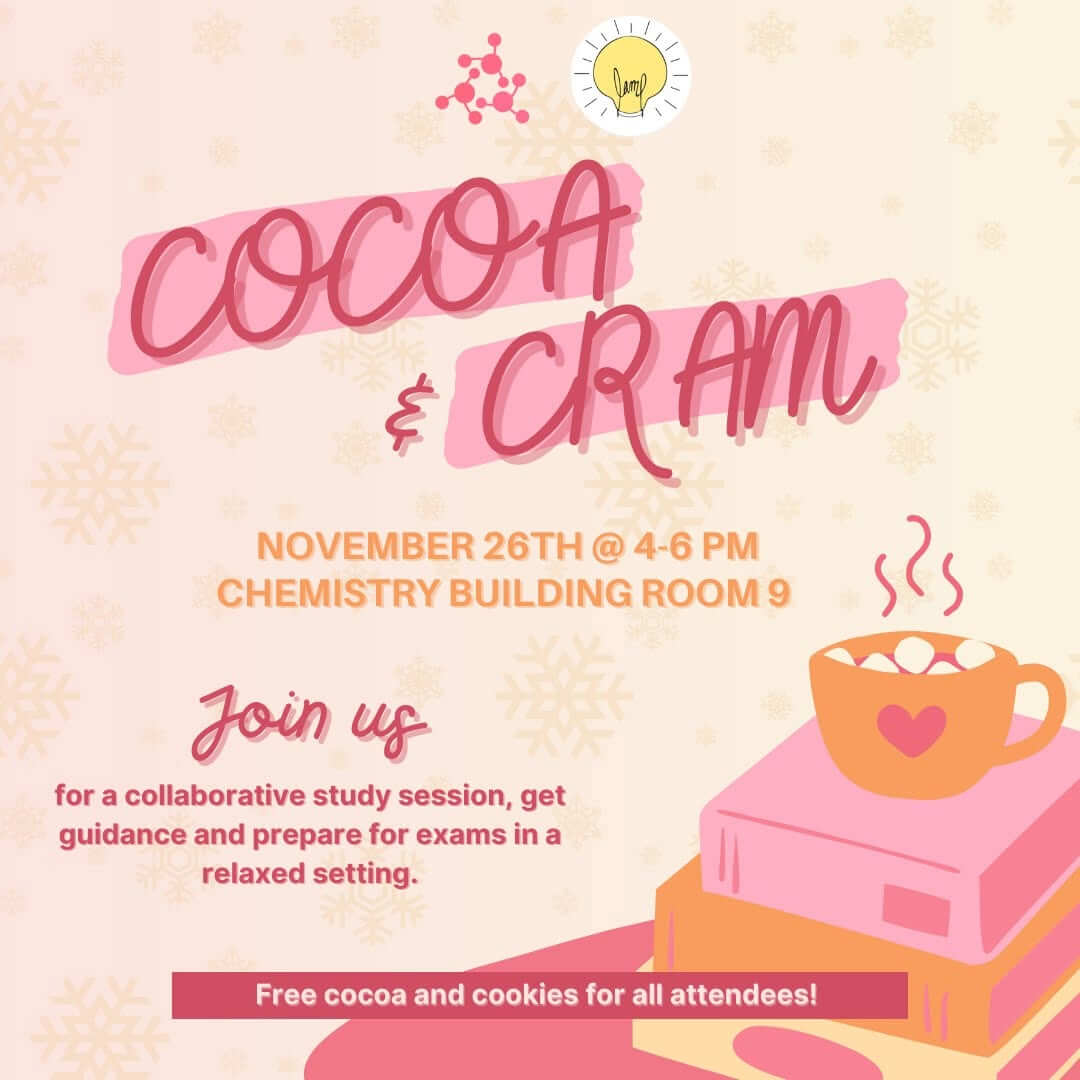 lamp
COCOA
& CRAM
NOVEMBER 26TH @ 4-6 PM
CHEMISTRY BUILDING ROOM 9
Join us
for a collaborative study session, get
guidance and prepare for exams in a
relaxed setting.
Free cocoa and cookies for all attendees!